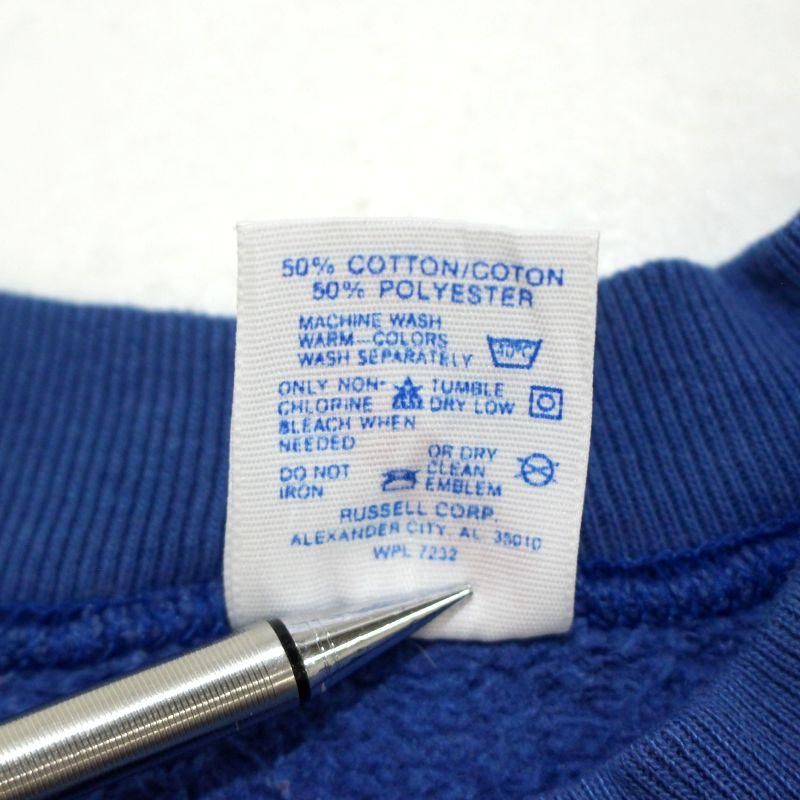 50% COTTON/COTON
50% POLYESTER
MACHINE WASH
WARM—COLORS
WASH SEPARATELY
40°C
ONLY NON-
CHLORINE
BLEACH WHEN
NEEDED
TUMBLE
DRY LOW
DO NOT
IRON
OR DRY
CLEAN
EMBLEM
RUSSELL CORP.
ALEXANDER CITY, AL 35010
WPL 7232